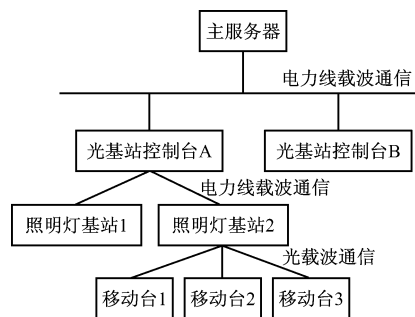 主服务器
电力线载波通信
光基站控制台A
光基站控制台B
电力线载波通信
照明灯基站1
照明灯基站2
光载波通信
移动台1
移动台2
移动台3